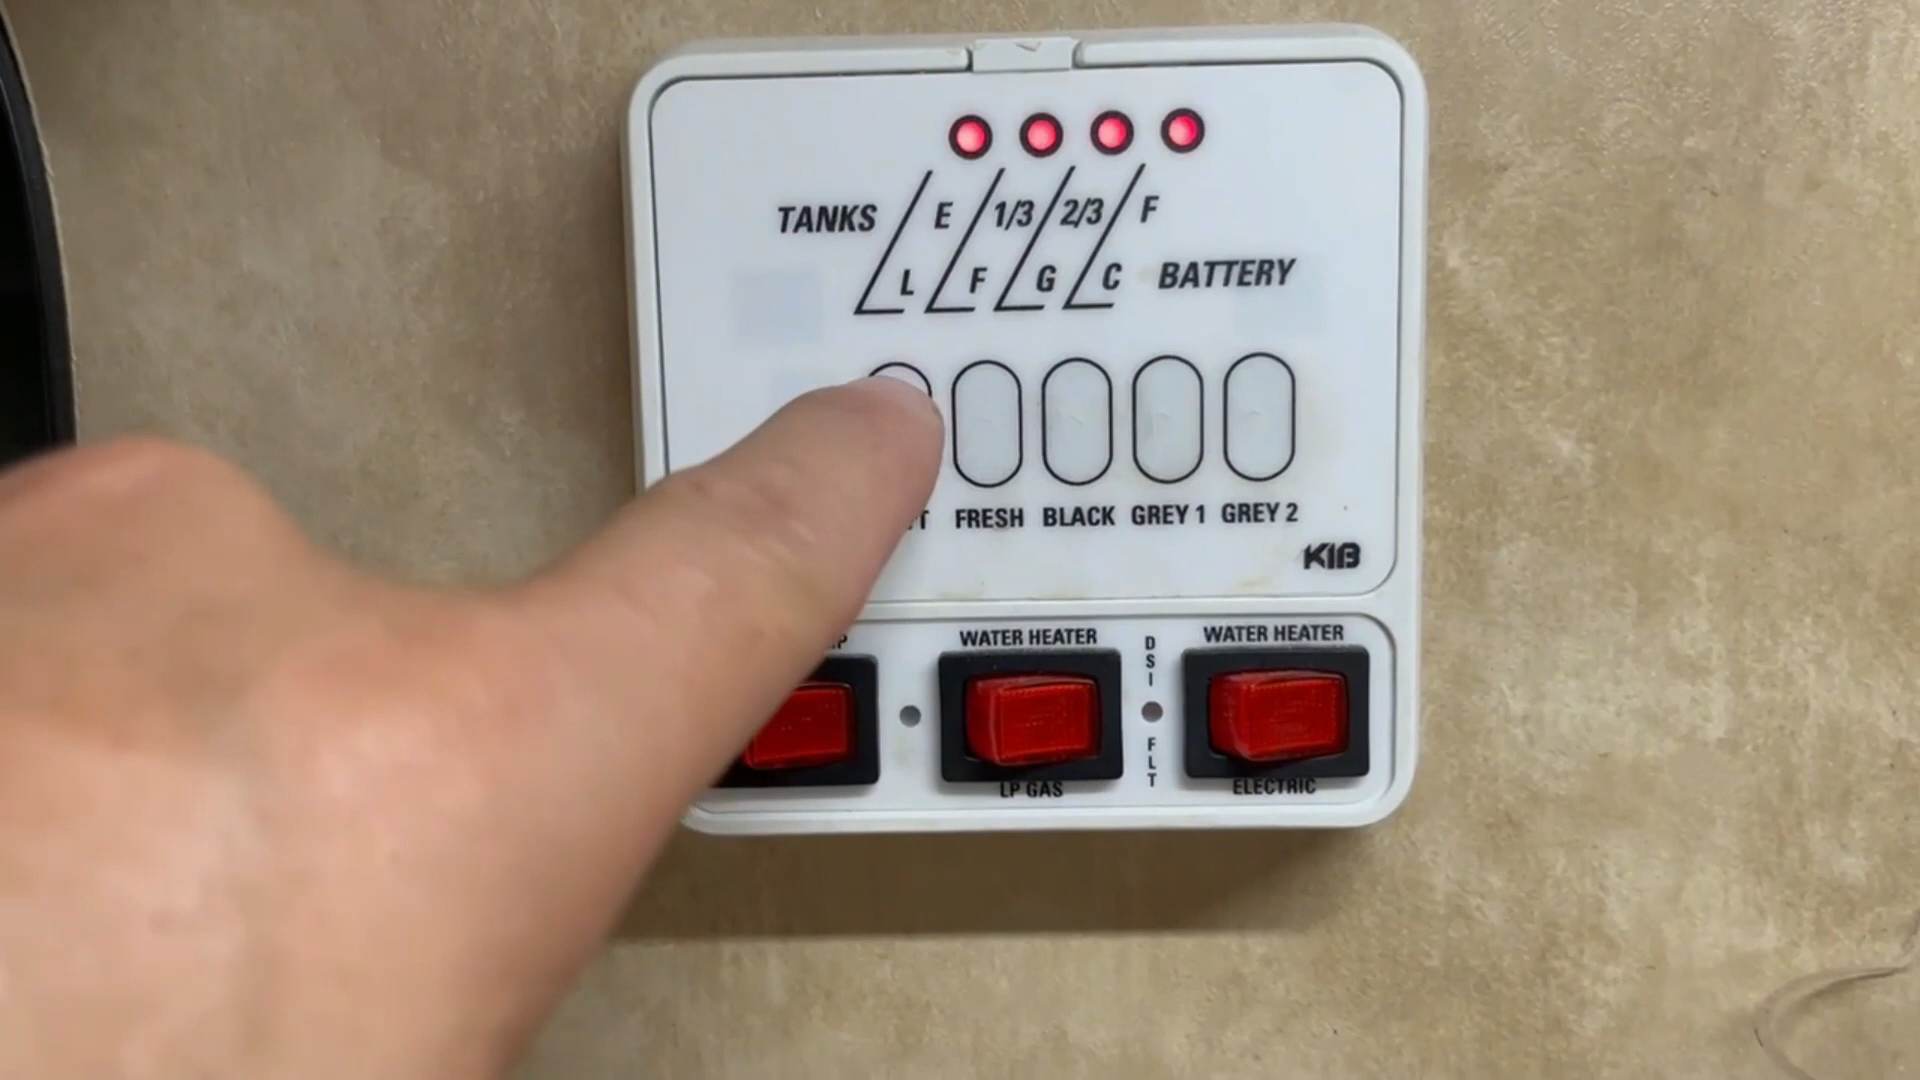 TANKS E 1/3 2/3 F
L F G C BATTERY
FRESH BLACK GREY 1 GREY 2
KIB
WATER HEATER
LP GAS
DSI
FLT
WATER HEATER
ELECTRIC